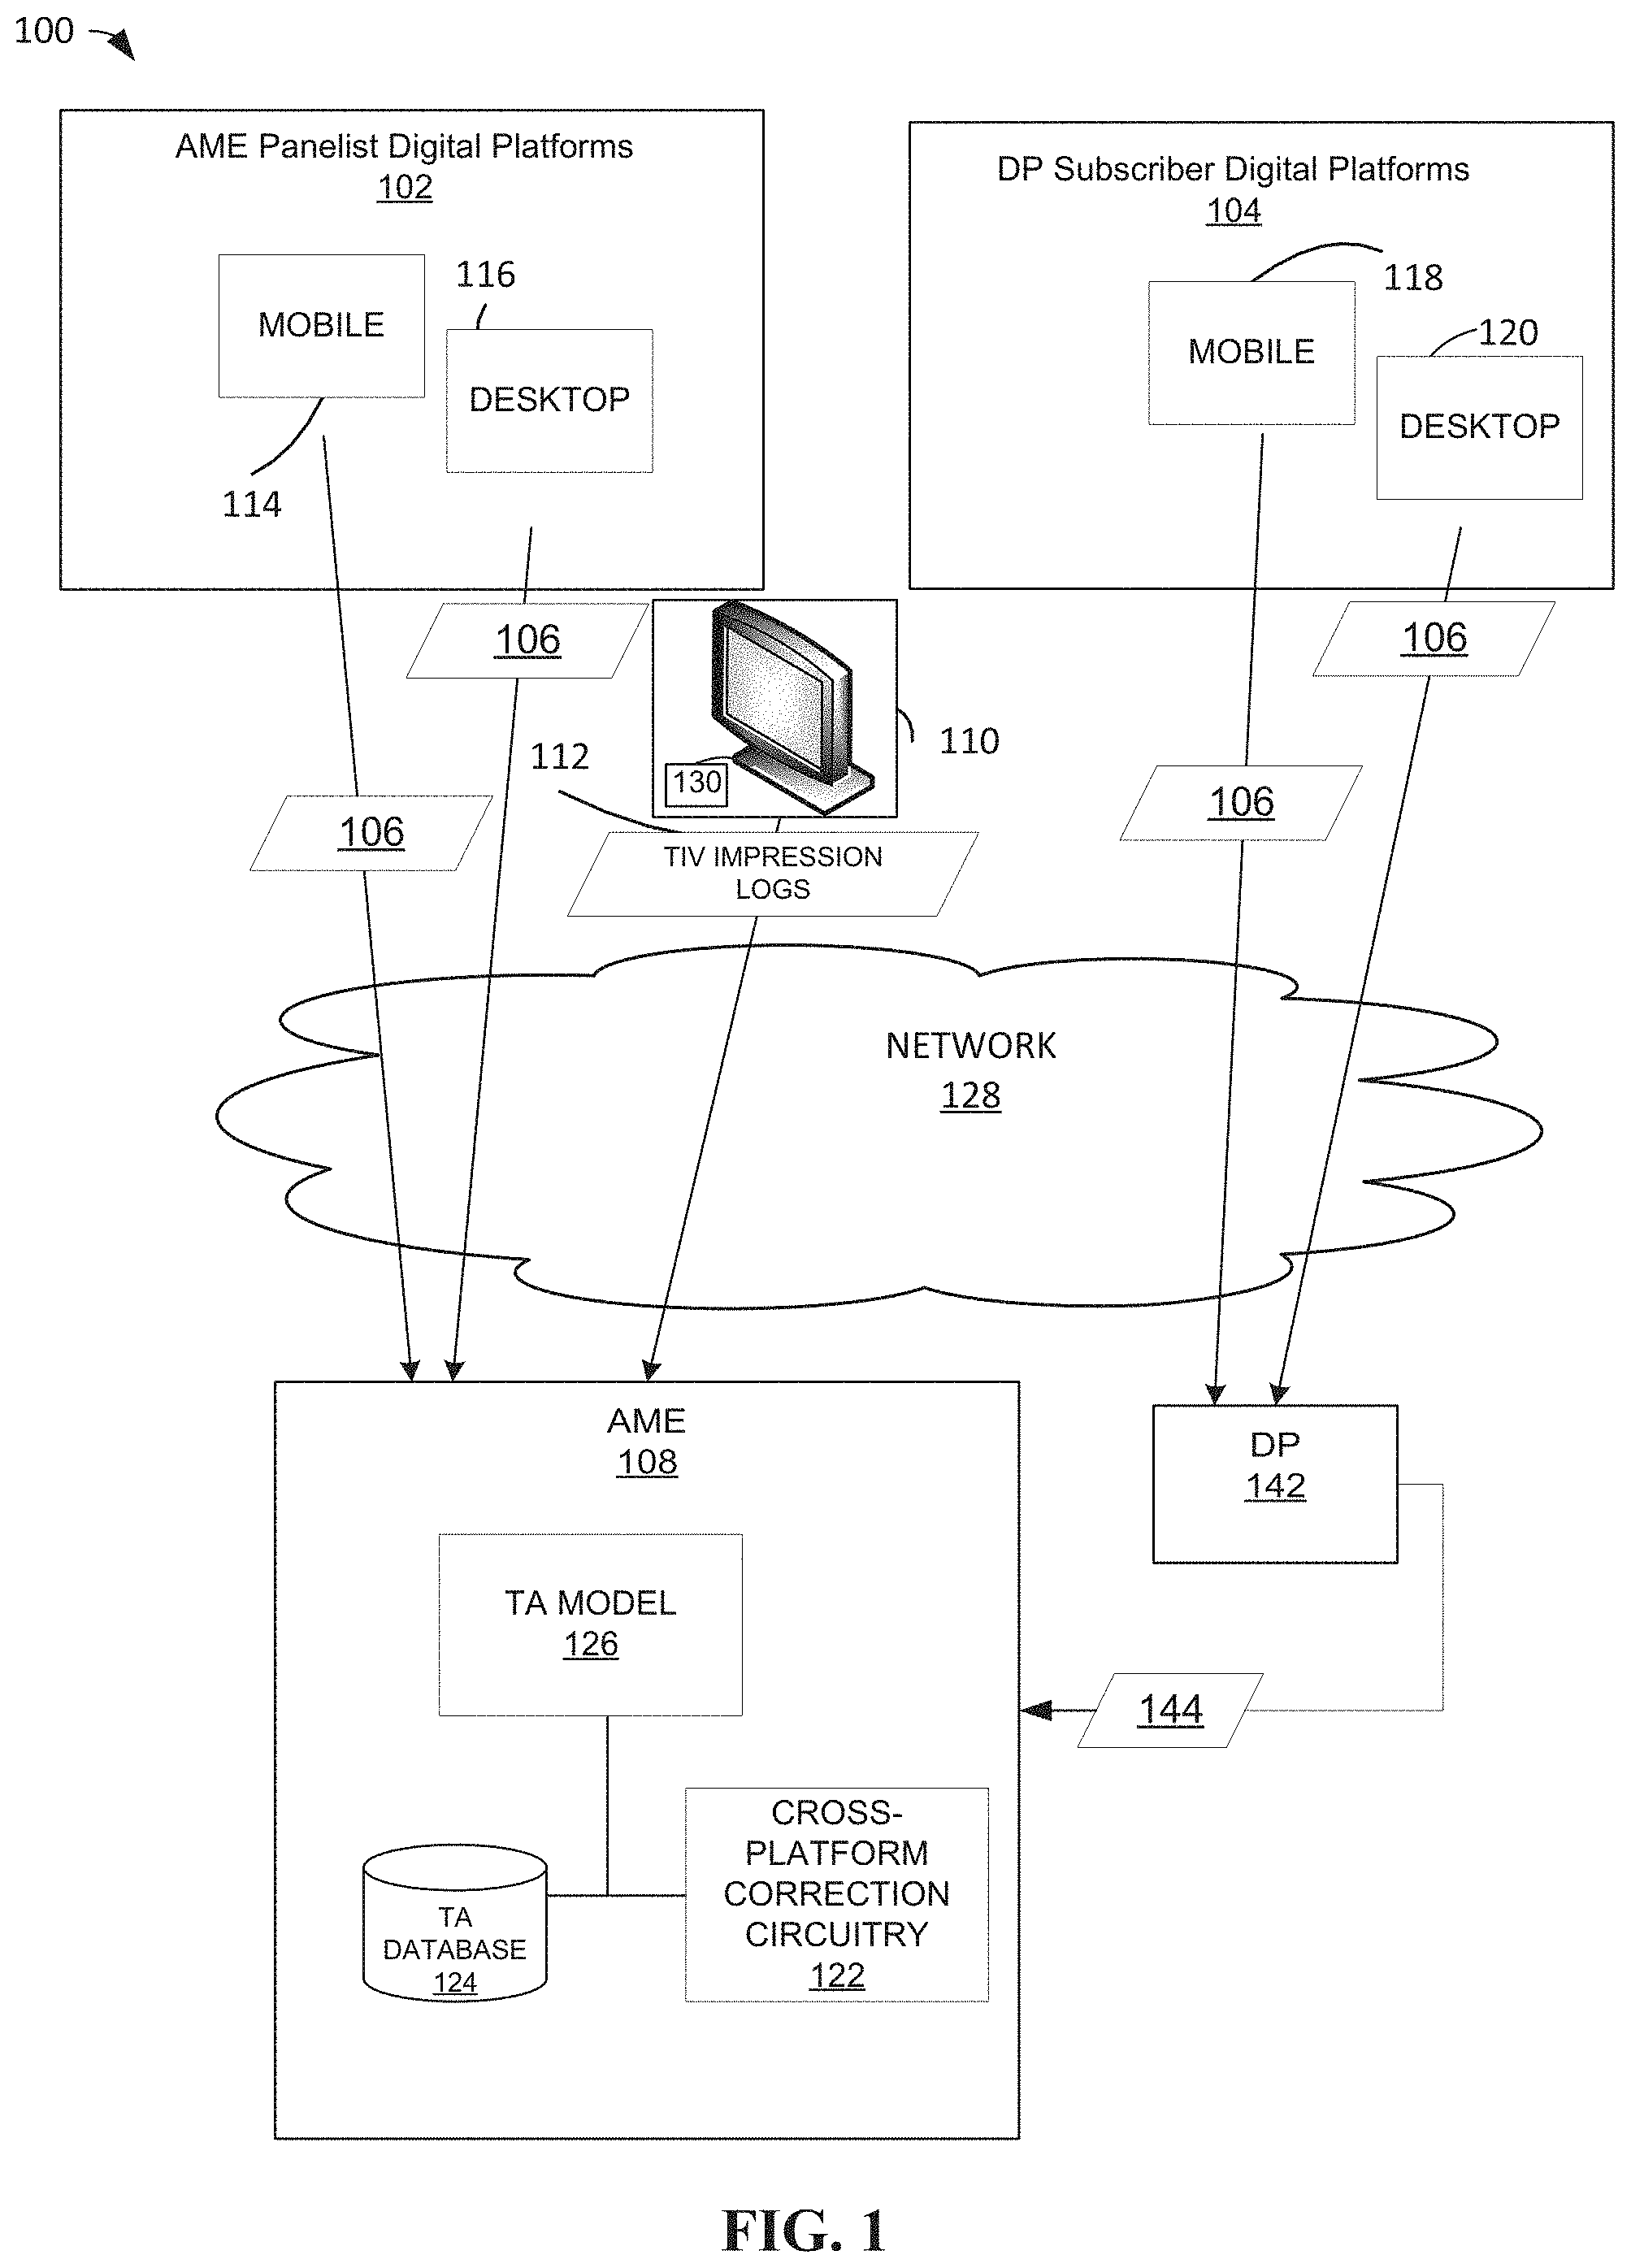 100
AME Panelist Digital Platforms
102
DP Subscriber Digital Platforms
104
116
118
MOBILE
120
MOBILE
DESKTOP
DESKTOP
114
106
106
110
112
130
106
106
TIV IMPRESSION
LOGS
NETWORK
128
AME
108
DP
142
TA MODEL
126
144
CROSS-
PLATFORM
CORRECTION
CIRCUITRY
122
TA
DATABASE
124
FIG. 1